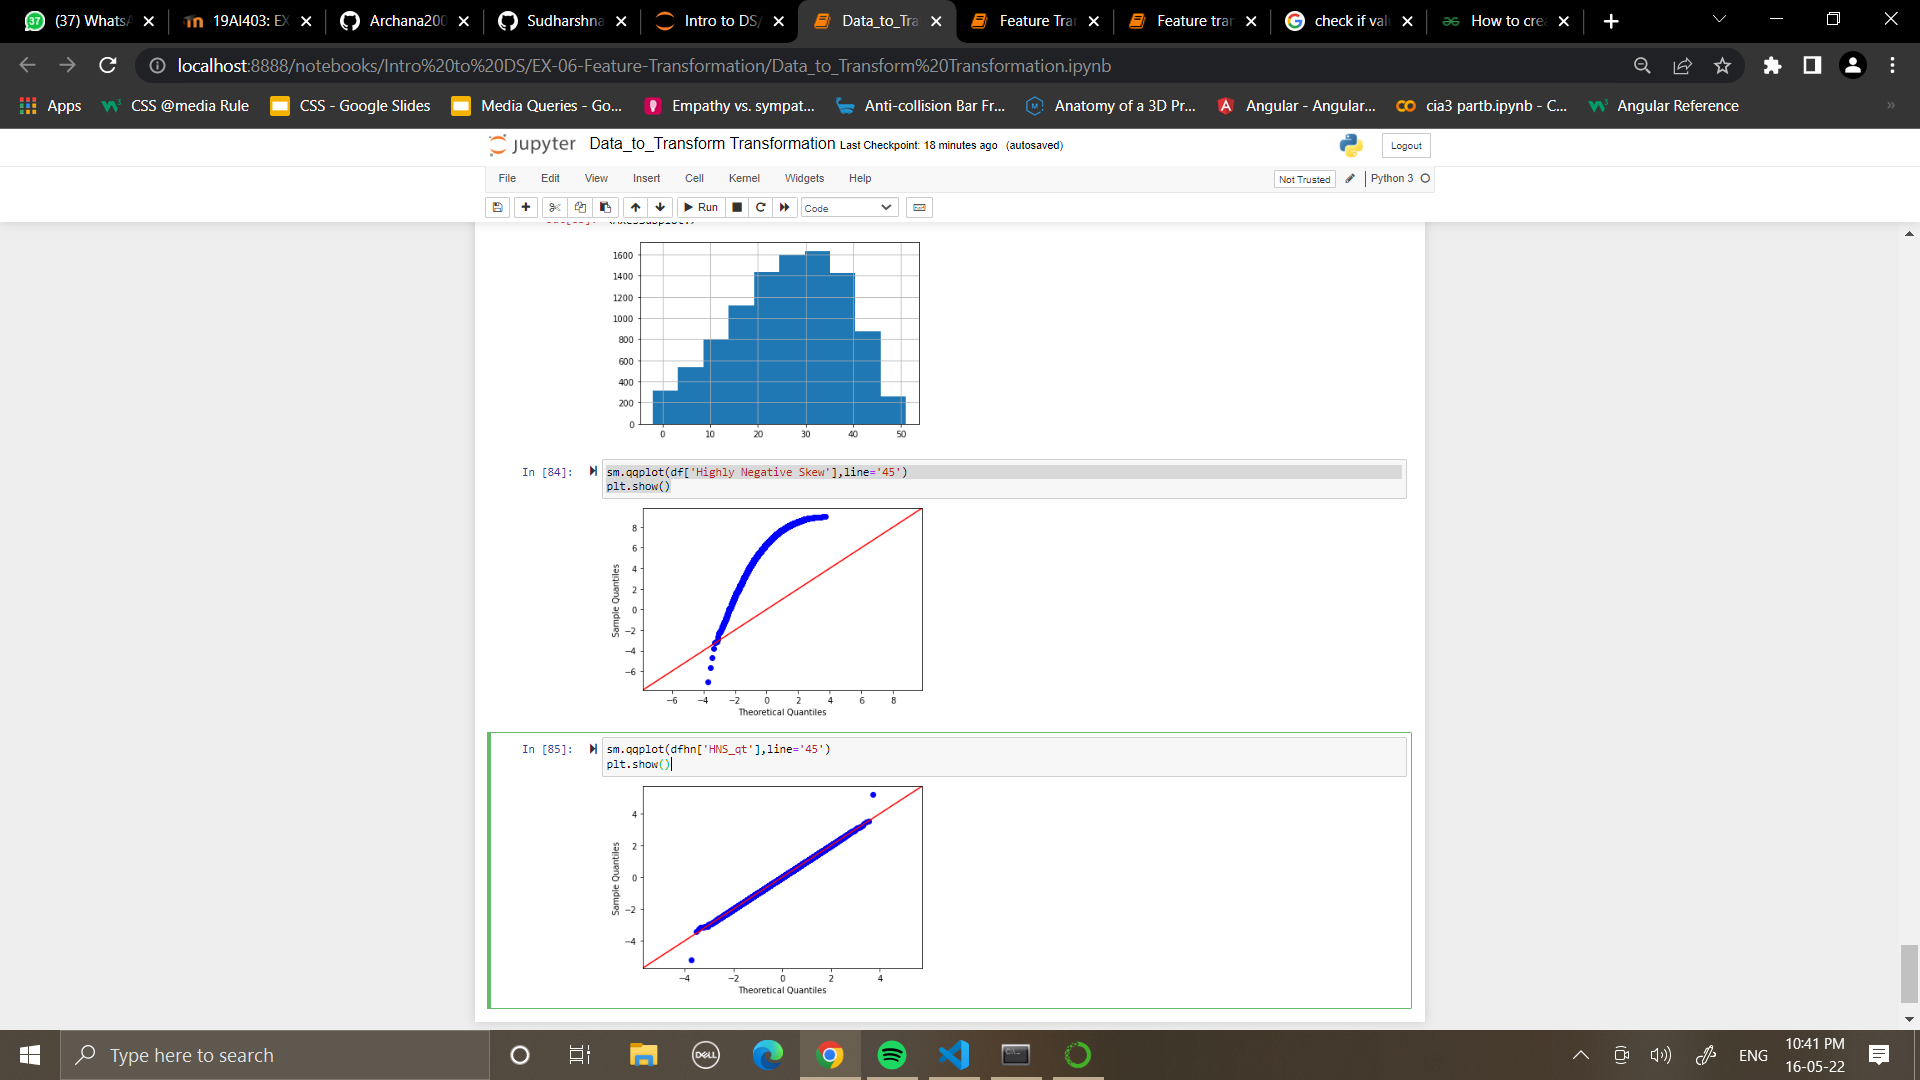 (37) WhatsA
19AI403: EX
Archana200
Sudharshna
Intro to DS/
Data_to_Tra
Feature Tran
Feature tran
check if valu
How to crea
localhost:8888/notebooks/Intro%20to%20DS/EX-06-Feature-Transformation/Data_to_Transform%20Transformation.ipynb
Apps
CSS @media Rule
CSS - Google Slides
Media Queries - Go...
Empathy vs. sympat...
Anti-collision Bar Fr...
Anatomy of a 3D Pr...
Angular - Angular...
cia3 partb.ipynb - C...
Angular Reference
jupyter Data_to_Transform Transformation Last Checkpoint: 18 minutes ago (autosaved)
Logout
File Edit View Insert Cell Kernel Widgets Help
Not Trusted
Python 3
Run
Code
1600
1400
1200
1000
800
600
400
200
0
0 10 20 30 40 50
In [84]: sm.qqplot(df['Highly Negative Skew'],line='45')
plt.show()
8
6
4
2
0
−2
−4
−6
Sample Quantiles
−6 −4 −2 0 2 4 6 8
Theoretical Quantiles
In [85]: sm.qqplot(dfhn['HNS_qt'],line='45')
plt.show()
4
2
0
−2
−4
Sample Quantiles
−4 −2 0 2 4
Theoretical Quantiles
Type here to search
DELL
ENG
10:41 PM
16-05-22